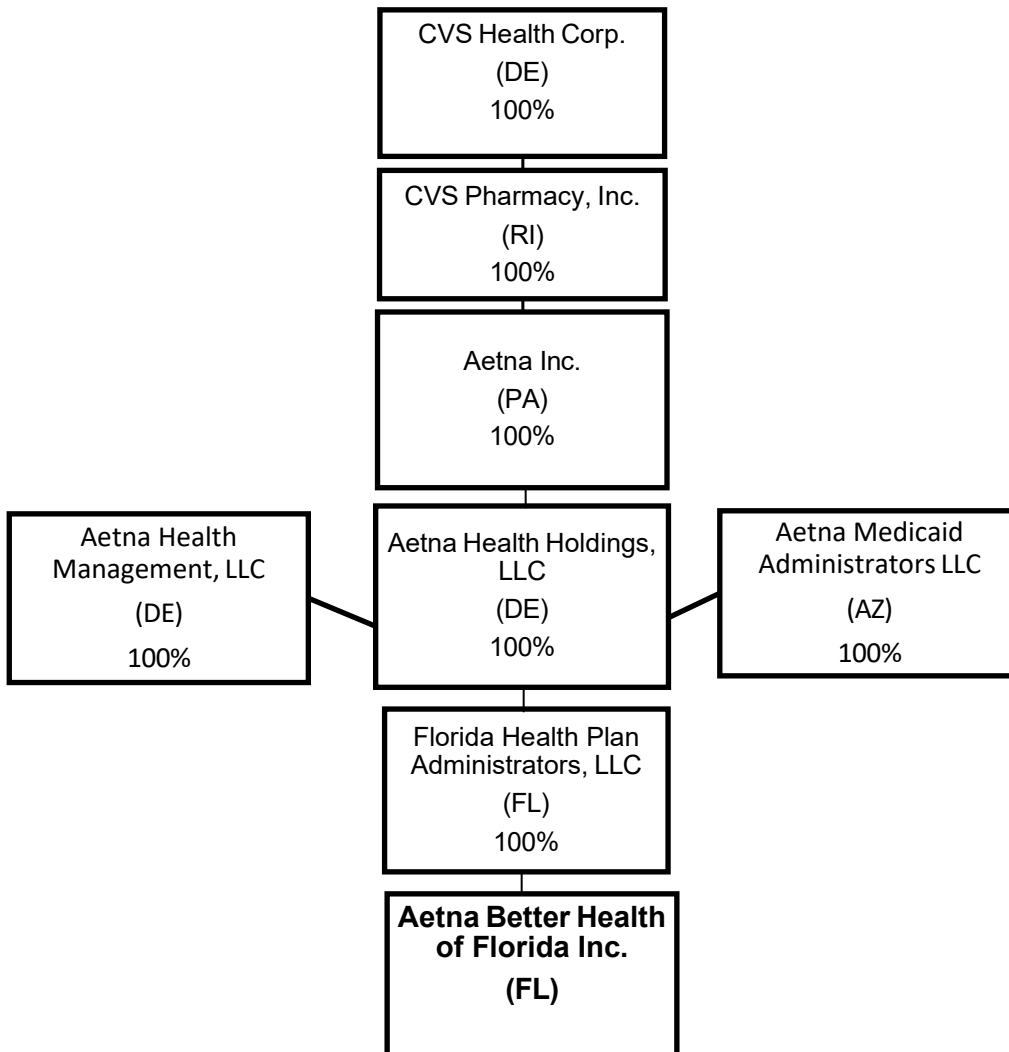 CVS Health Corp.
(DE)
100%
CVS Pharmacy, Inc.
(RI)
100%
Aetna Inc.
(PA)
100%
Aetna Health
Management, LLC
(DE)
100%
Aetna Health Holdings,
LLC
(DE)
100%
Aetna Medicaid
Administrators LLC
(AZ)
100%
Florida Health Plan
Administrators, LLC
(FL)
100%
Aetna Better Health
of Florida Inc.
(FL)